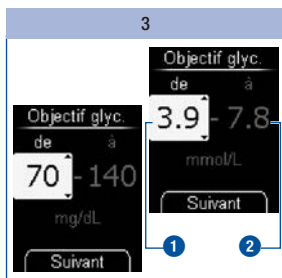 3
Objectif glyc.
de à
70 - 140
mg/dL
Suivant
Objectif glyc.
de à
3.9 - 7.8
mmol/L
Suivant
1 2